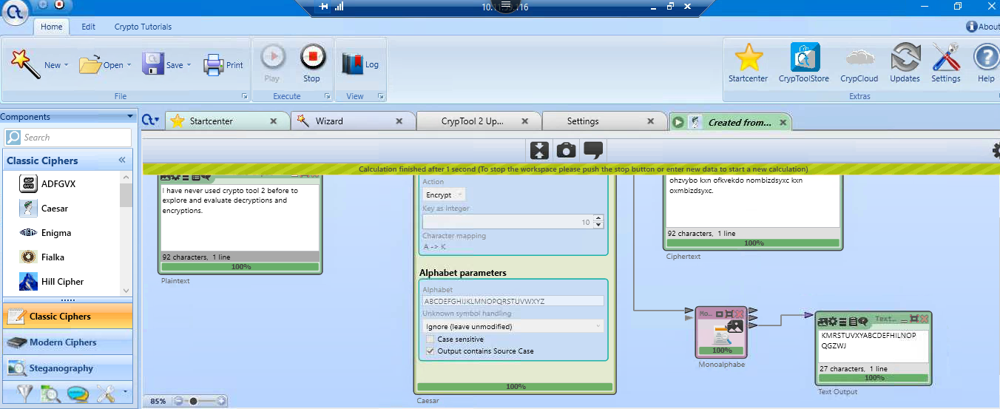 10.11.99.116
Home Edit Crypto Tutorials About
New Open Save Print Play Stop Log Startcenter CrypToolStore CrypCloud Updates Settings Help
File Execute View Extras
Components
Search
Startcenter Wizard CrypTool 2 Up... Settings Created from...
Classic Ciphers
Calculation finished after 1 second (To stop the workspace please push the stop button or enter new data to start a new calculation)
ADFGVX
Caesar
Enigma
Fialka
Hill Cipher
Classic Ciphers
Modern Ciphers
Steganography
I have never used crypto tool 2 before to
explore and evaluate decryptions and
encryptions.
92 characters, 1 line
100%
Plaintext
Action
Encrypt
Key as integer
10
Character mapping
A -> K
Alphabet parameters
Alphabet
ABCDEFGHIJKLMNOPQRSTUVWXYZ
Unknown symbol handling
Ignore (leave unmodified)
Case sensitive
Output contains Source Case
100%
Caesar
ohzvybo kxn ofkvekdo nombizdsyxc kxn
oxmbizdsyxc.
92 characters, 1 line
100%
Ciphertext
Mo...
100%
Monoalphabe
Text...
KMRSTUVXYABCDEFHILNOP
QGZWJ
27 characters, 1 line
100%
Text Output
85%